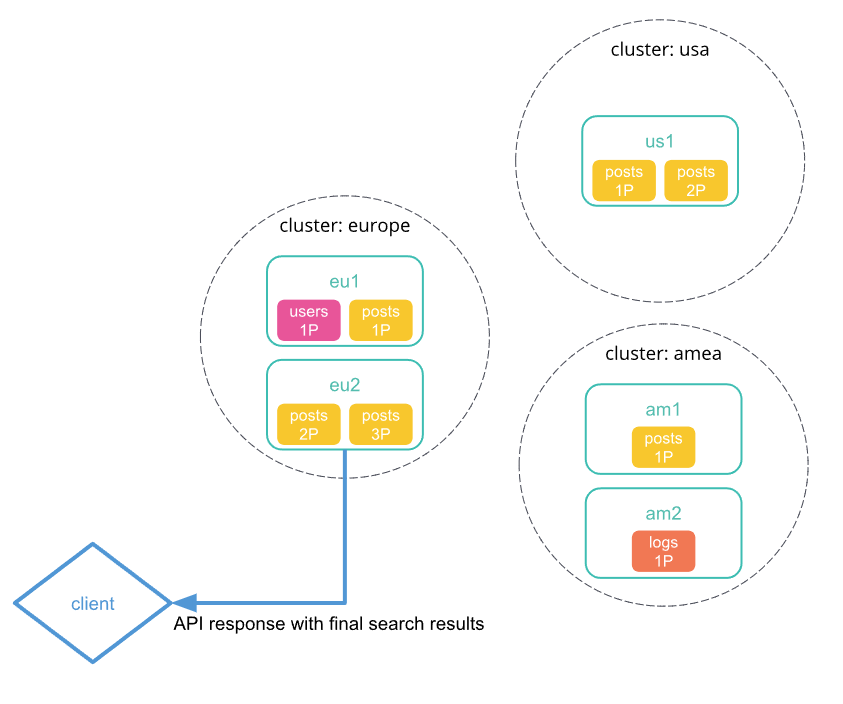 cluster: usa
us1
posts posts
1P 2P
cluster: europe
eu1
users posts
1P 1P
eu2
posts posts
2P 3P
cluster: amea
am1
posts
1P
am2
logs
1P
client
API response with final search results